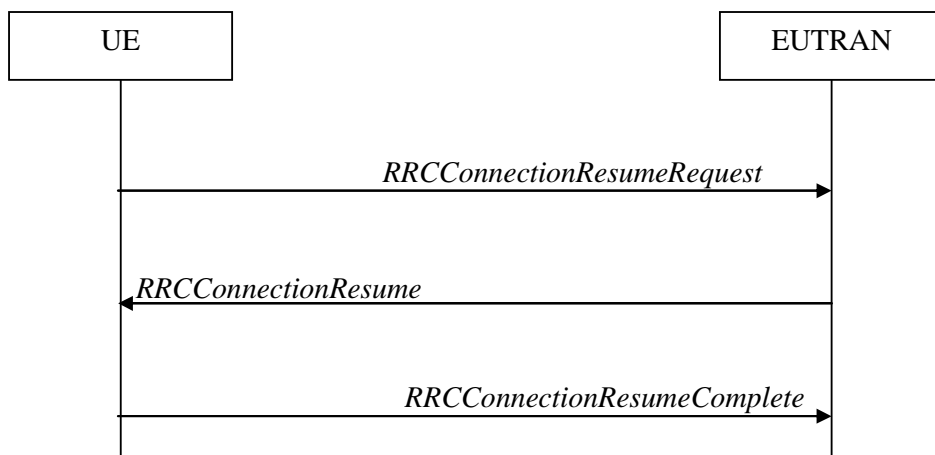 UE
EUTRAN
RRCConnectionResumeRequest
RRCConnectionResume
RRCConnectionResumeComplete